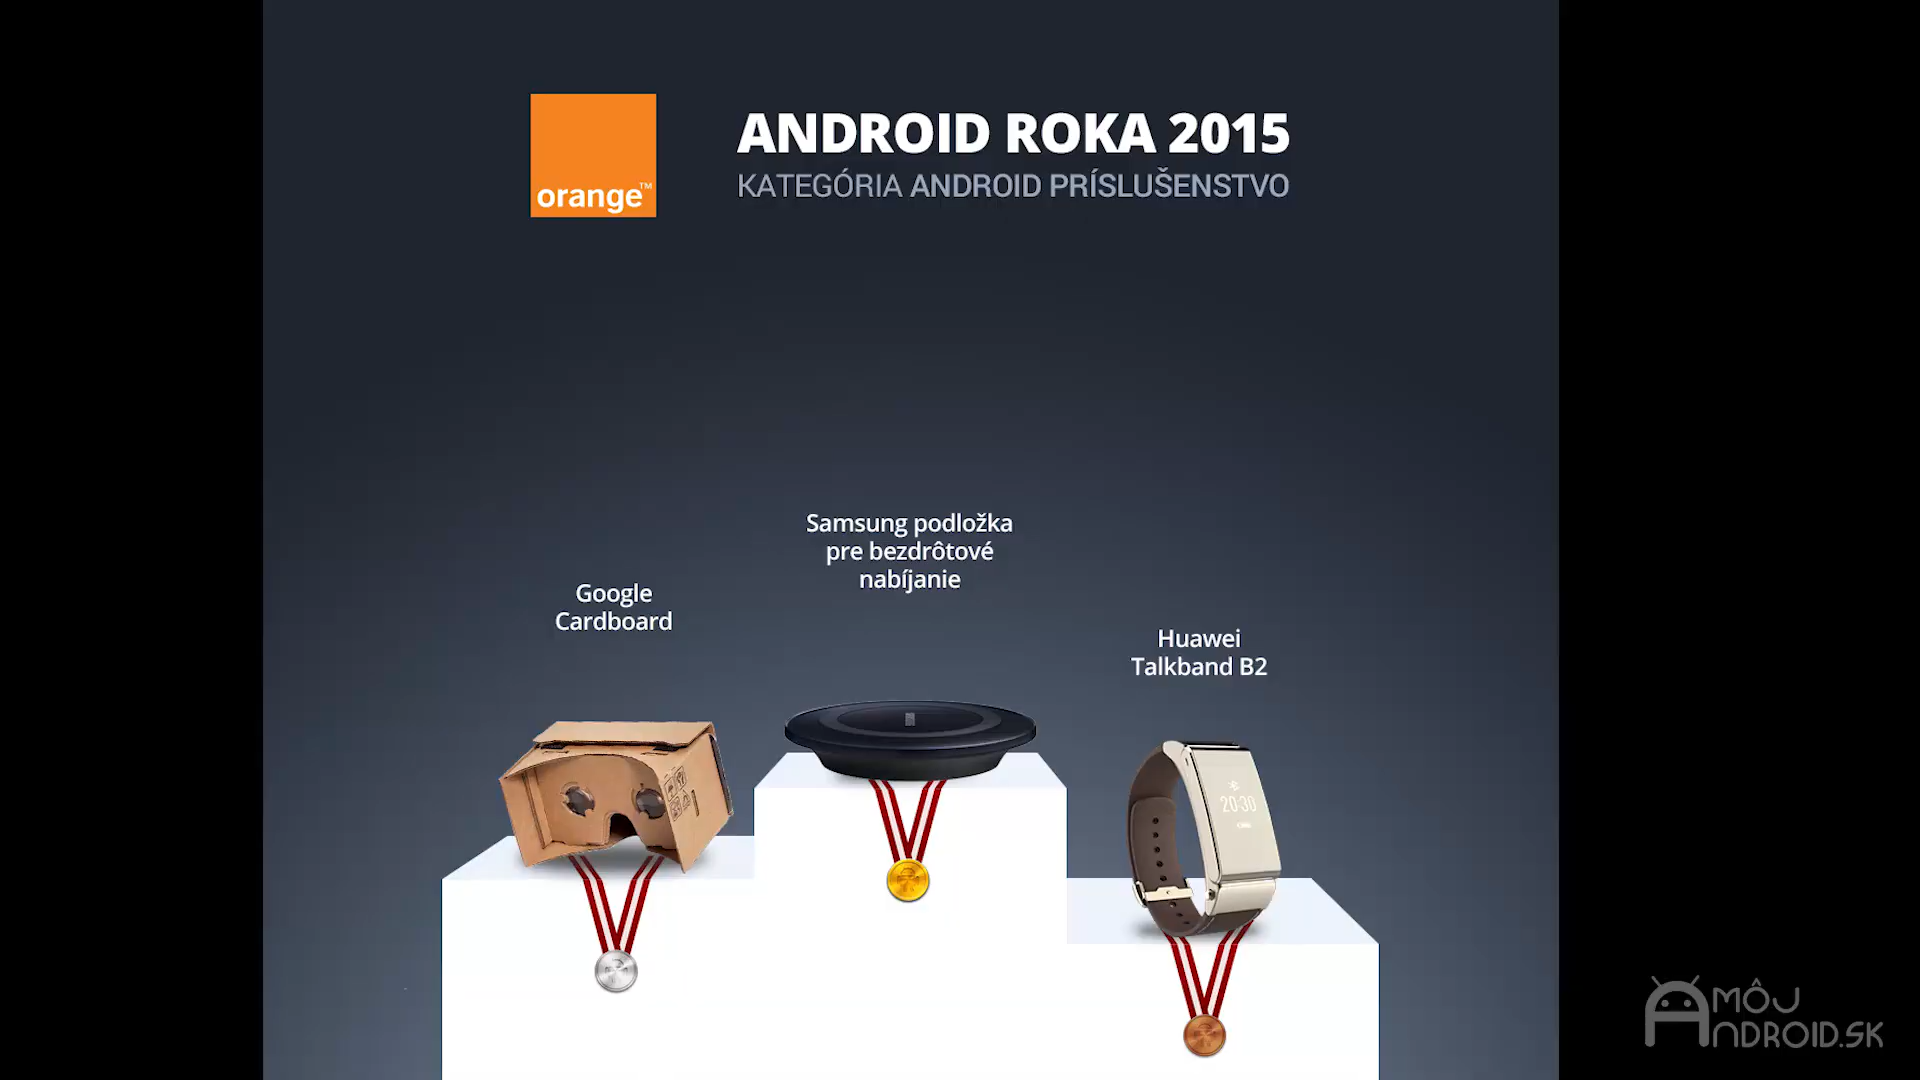 orange™
ANDROID ROKA 2015
KATEGÓRIA ANDROID PRÍSLUŠENSTVO
Samsung podložka
pre bezdrôtové
nabíjanie
Google
Cardboard
Huawei
Talkband B2
20:30
MÔJ
ANDROID.SK